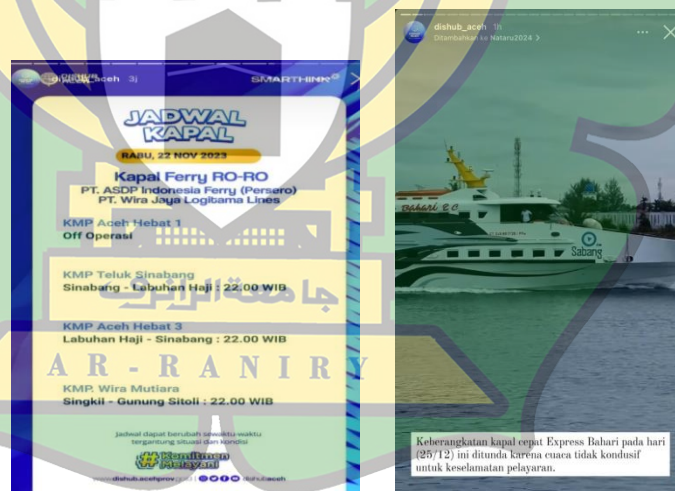 dishub_aceh 3j
SMARTHINK
JADWAL
KAPAL
RABU, 22 NOV 2023
Kapal Ferry RO-RO
PT. ASDP Indonesia Ferry (Persero)
PT. Wira Jaya Logitama Lines
KMP Aceh Hebat 1
Off Operasi
KMP Teluk Sinabang
Sinabang - Labuhan Haji : 22.00 WIB
KMP Aceh Hebat 3
Labuhan Haji - Sinabang : 22.00 WIB
KMP. Wira Mutiara
Singkil - Gunung Sitoli : 22.00 WIB
jadwal dapat berubah sewaktu-waktu
tergantung situasi dan kondisi
#Komitmen
Melayani
www.dishub.acehprov.go.id | dishubaceh
جامعة الرانري
AR-RANIRY
dishub_aceh 1h
Ditambahkan ke Nataru2024 >
Bahari
Sabang
Keberangkatan kapal cepat Express Bahari pada hari
(25/12) ini ditunda karena cuaca tidak kondusif
untuk keselamatan pelayaran.